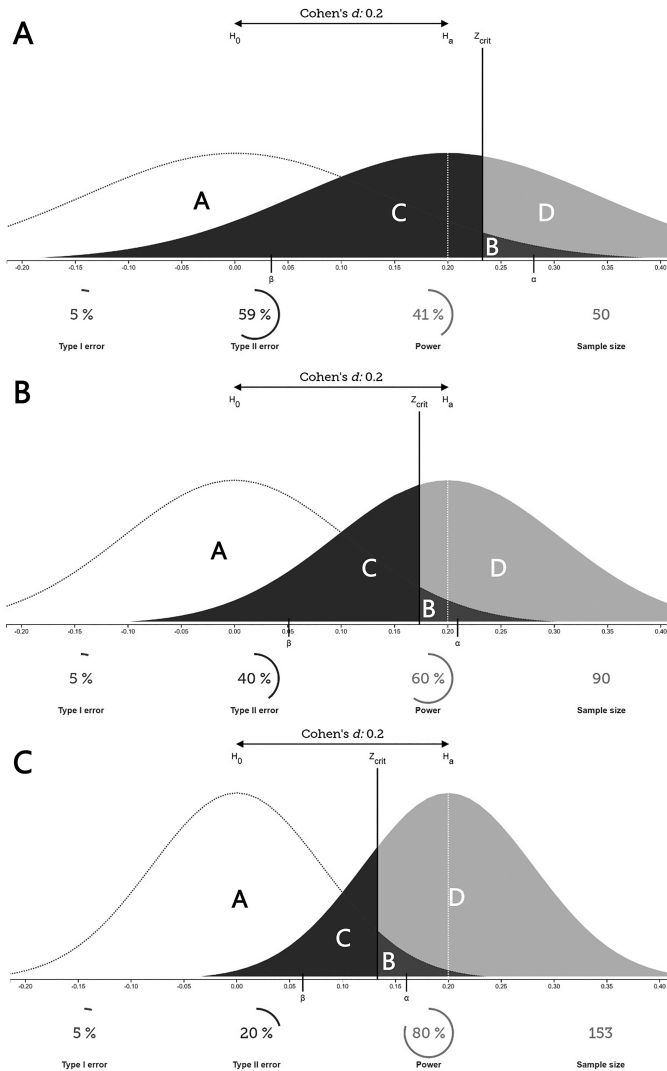 A
Cohen's d: 0.2
H0 Ha Zcrit
A C D B
-0.20 -0.15 -0.10 -0.05 0.00 0.05 0.10 0.15 0.20 0.25 0.30 0.35 0.40
β α
5 % 59 % 41 % 50
Type I error Type II error Power Sample size
B
Cohen's d: 0.2
H0 Zcrit Ha
A C D B
-0.20 -0.15 -0.10 -0.05 0.00 0.05 0.10 0.15 0.20 0.25 0.30 0.35 0.40
β α
5 % 40 % 60 % 90
Type I error Type II error Power Sample size
C
Cohen's d: 0.2
H0 Zcrit Ha
A D C B
-0.20 -0.15 -0.10 -0.05 0.00 0.05 0.10 0.15 0.20 0.25 0.30 0.35 0.40
β α
5 % 20 % 80 % 153
Type I error Type II error Power Sample size